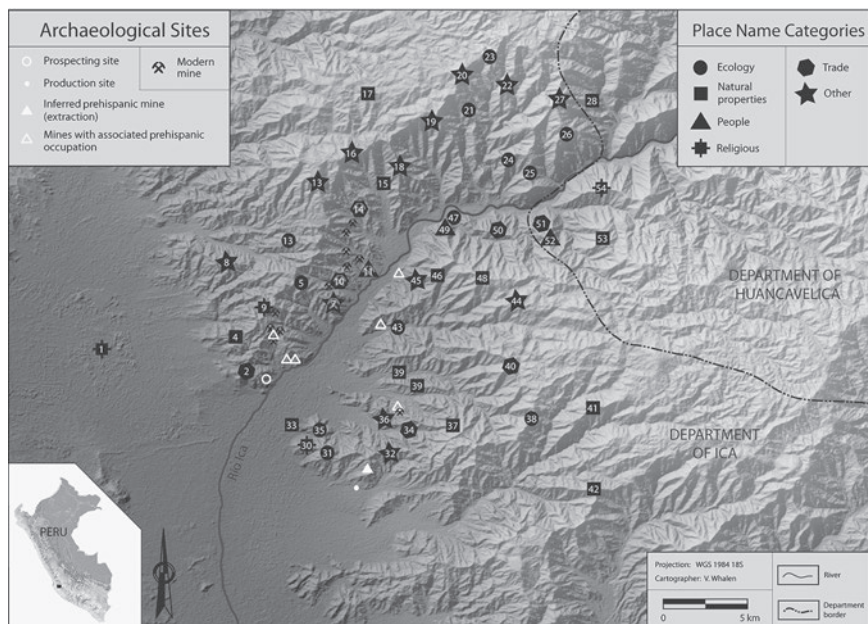 Archaeological Sites
Prospecting site
Production site
Inferred prehispanic mine
(extraction)
Mines with associated prehispanic
occupation
Modern
mine
Place Name Categories
Ecology
Natural
properties
People
Religious
Trade
Other
23
20
22
17
27
28
21
19
26
16
24
18
25
13
15
54
14
47
49
50
51
52
53
13
8
11
46
45
48
5
10
DEPARTMENT OF
HUANCAVELICA
44
9
7
43
4
1
40
2
39
39
41
36
38
33
35
34
37
DEPARTMENT
OF ICA
30
31
32
42
Rio Ica
PERU
Projection: WGS 1984 18S
Cartographer: V. Whalen
0 5 km
River
Department
border